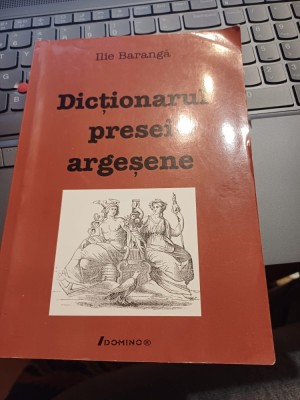 Ilie Barangă
Dicționarul
presei
argeșene
DOMINO®